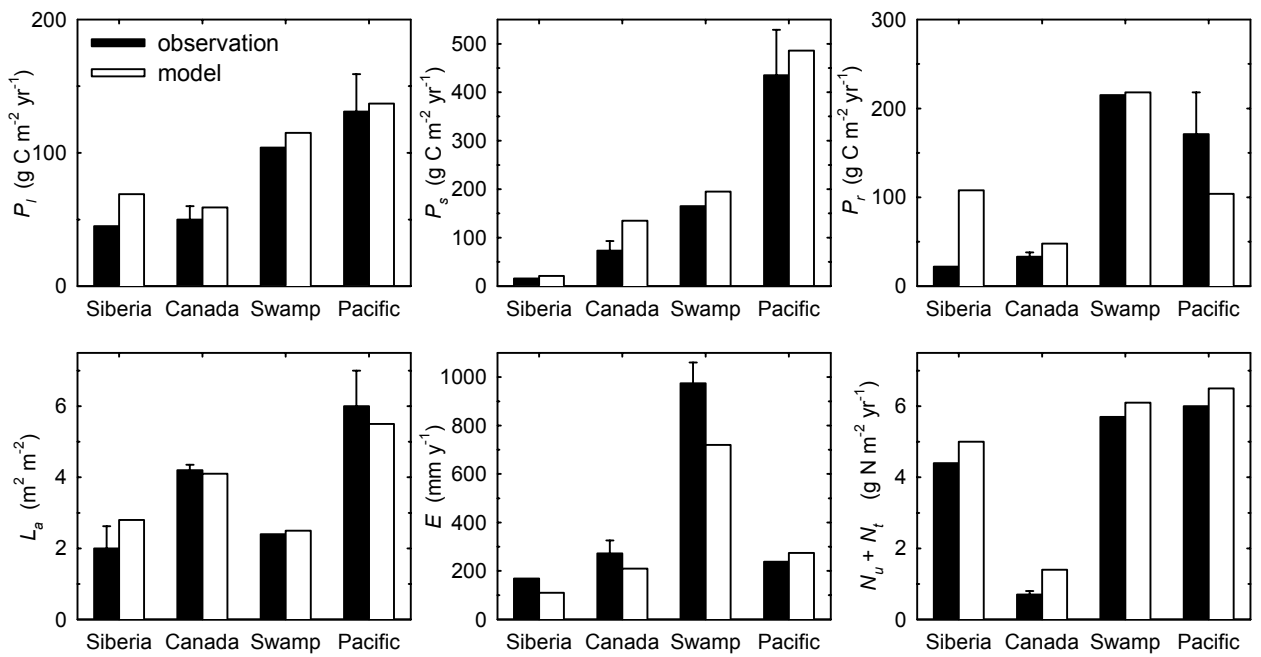 200
100
0
P_l (g C m⁻² yr⁻¹)
observation
model
Siberia Canada Swamp Pacific
500
400
300
200
100
0
P_s (g C m⁻² yr⁻¹)
Siberia Canada Swamp Pacific
300
200
100
0
P_r (g C m⁻² yr⁻¹)
Siberia Canada Swamp Pacific
6
4
2
0
L_a (m² m⁻²)
Siberia Canada Swamp Pacific
1000
800
600
400
200
0
E (mm y⁻¹)
Siberia Canada Swamp Pacific
6
4
2
0
N_u + N_t (g N m⁻² yr⁻¹)
Siberia Canada Swamp Pacific